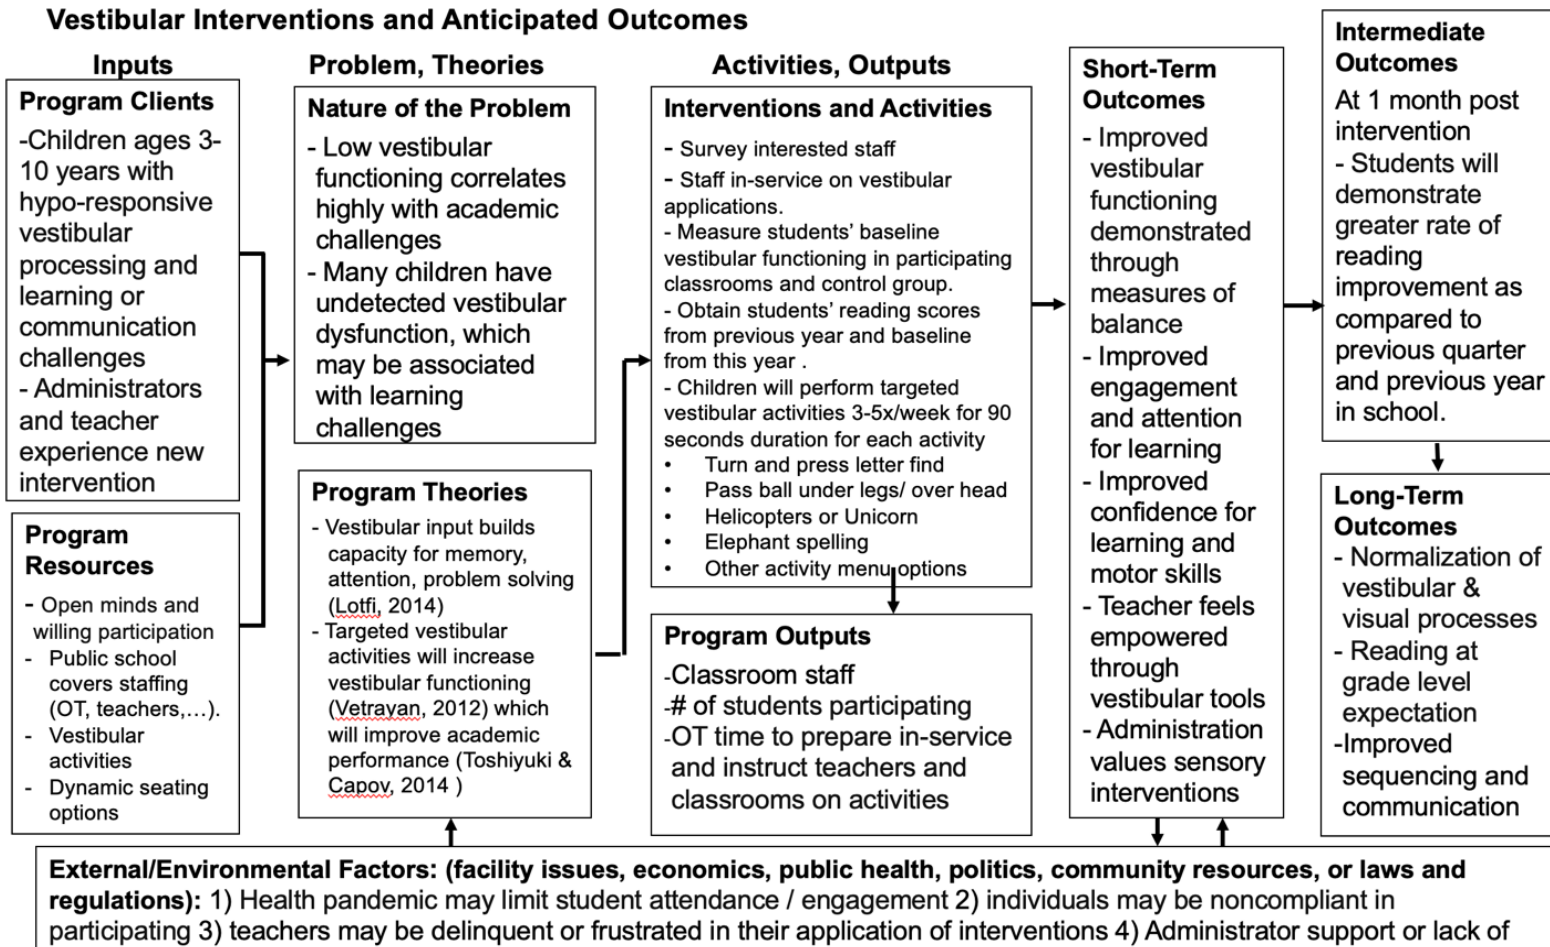 Vestibular Interventions and Anticipated Outcomes
Inputs
Program Clients
-Children ages 3-
10 years with
hypo-responsive
vestibular
processing and
learning or
communication
challenges
- Administrators
and teacher
experience new
intervention
Program
Resources
- Open minds and
willing participation
- Public school
covers staffing
(OT, teachers,...).
- Vestibular
activities
- Dynamic seating
options
Problem, Theories
Nature of the Problem
- Low vestibular
functioning correlates
highly with academic
challenges
- Many children have
undetected vestibular
dysfunction, which
may be associated
with learning
challenges
Program Theories
- Vestibular input builds
capacity for memory,
attention, problem solving
(Lotfi, 2014)
- Targeted vestibular
activities will increase
vestibular functioning
(Vetrayan, 2012) which
will improve academic
performance (Toshiyuki &
Capov, 2014 )
Activities, Outputs
Interventions and Activities
- Survey interested staff
- Staff in-service on vestibular
applications.
- Measure students' baseline
vestibular functioning in participating
classrooms and control group.
- Obtain students' reading scores
from previous year and baseline
from this year .
- Children will perform targeted
vestibular activities 3-5x/week for 90
seconds duration for each activity
• Turn and press letter find
• Pass ball under legs/ over head
• Helicopters or Unicorn
• Elephant spelling
• Other activity menu options
Program Outputs
-Classroom staff
-# of students participating
-OT time to prepare in-service
and instruct teachers and
classrooms on activities
Short-Term
Outcomes
- Improved
vestibular
functioning
demonstrated
through
measures of
balance
- Improved
engagement
and attention
for learning
- Improved
confidence for
learning and
motor skills
- Teacher feels
empowered
through
vestibular tools
- Administration
values sensory
interventions
Intermediate
Outcomes
At 1 month post
intervention
- Students will
demonstrate
greater rate of
reading
improvement as
compared to
previous quarter
and previous year
in school.
Long-Term
Outcomes
- Normalization of
vestibular &
visual processes
- Reading at
grade level
expectation
-Improved
sequencing and
communication
External/Environmental Factors: (facility issues, economics, public health, politics, community resources, or laws and
regulations): 1) Health pandemic may limit student attendance / engagement 2) individuals may be noncompliant in
participating 3) teachers may be delinquent or frustrated in their application of interventions 4) Administrator support or lack of